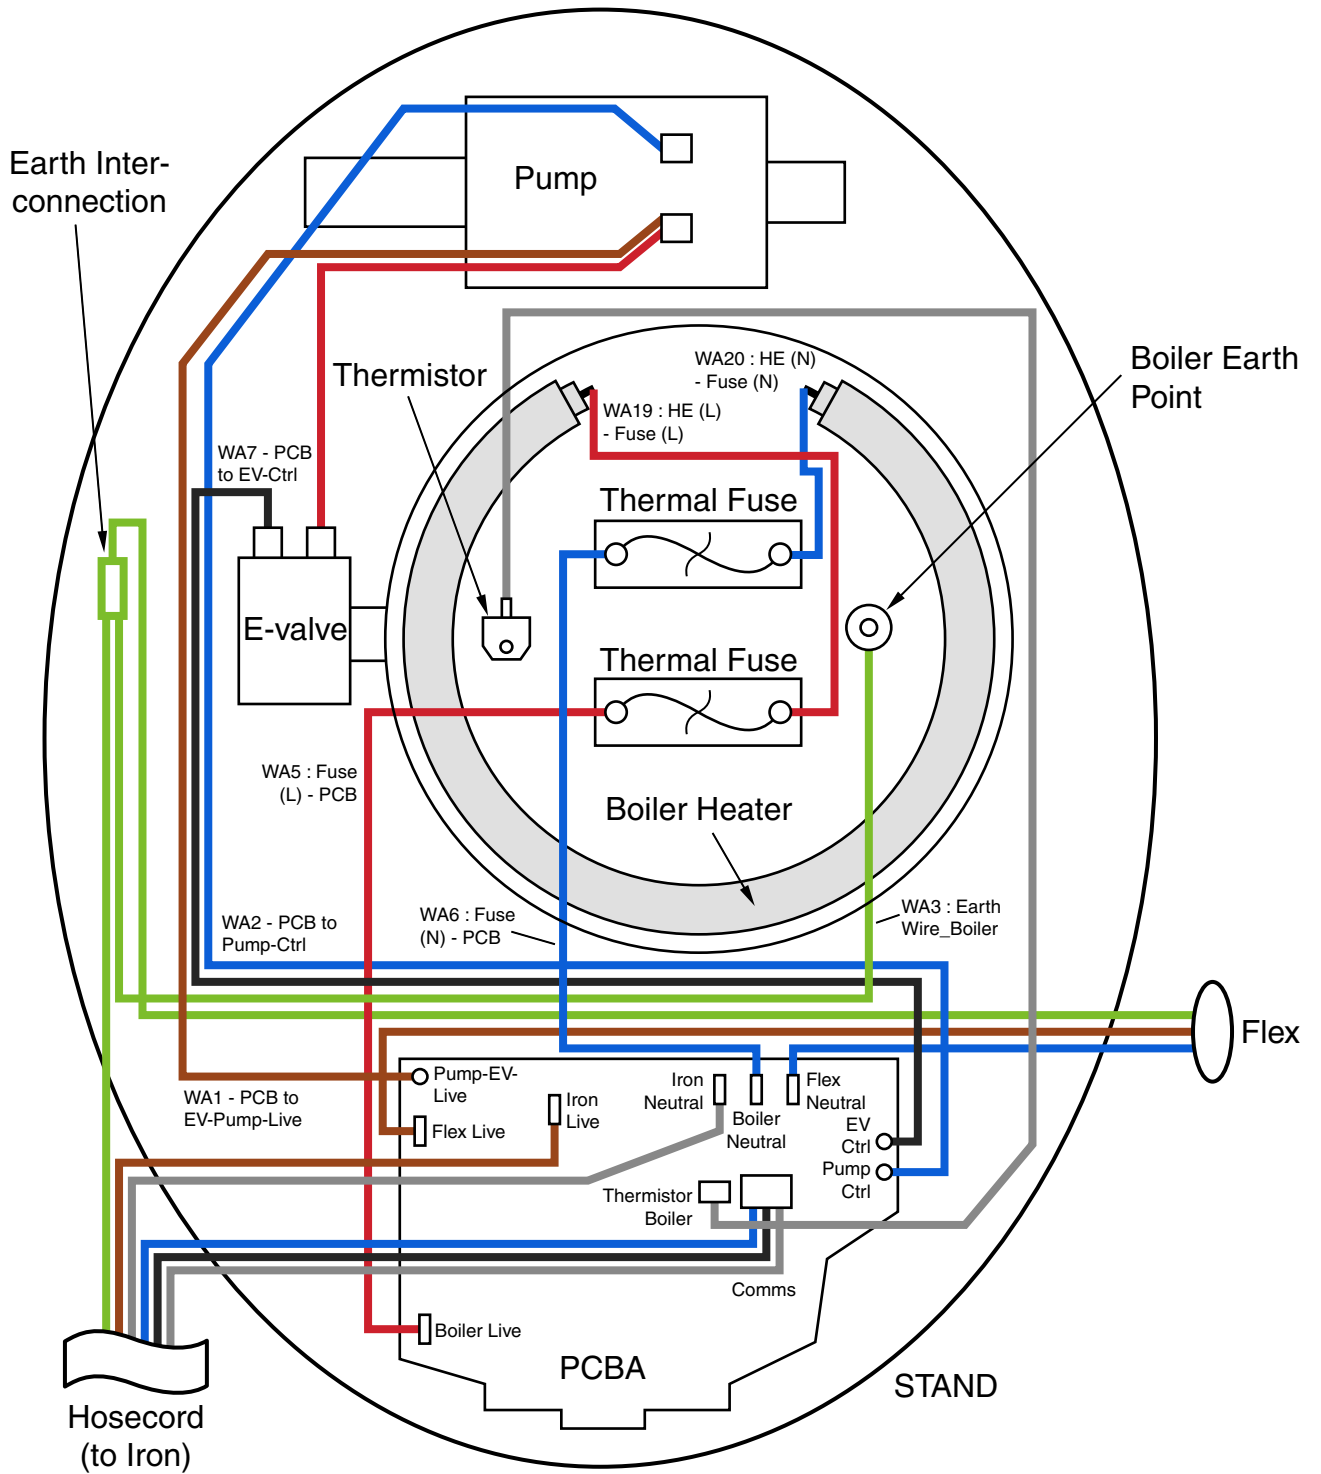 Earth Inter-
connection
Pump
Thermistor
WA20 : HE (N)
- Fuse (N)
WA19 : HE (L)
- Fuse (L)
Boiler Earth
Point
WA7 - PCB
to EV-Ctrl
Thermal Fuse
E-valve
Thermal Fuse
WA5 : Fuse
(L) - PCB
Boiler Heater
WA2 - PCB to
Pump-Ctrl
WA6 : Fuse
(N) - PCB
WA3 : Earth
Wire_Boiler
Flex
WA1 - PCB to
EV-Pump-Live
Pump-EV-
Live
Flex Live
Iron
Live
Iron
Neutral
Boiler
Neutral
Flex
Neutral
EV
Ctrl
Pump
Ctrl
Thermistor
Boiler
Comms
Boiler Live
PCBA
STAND
Hosecord
(to Iron)